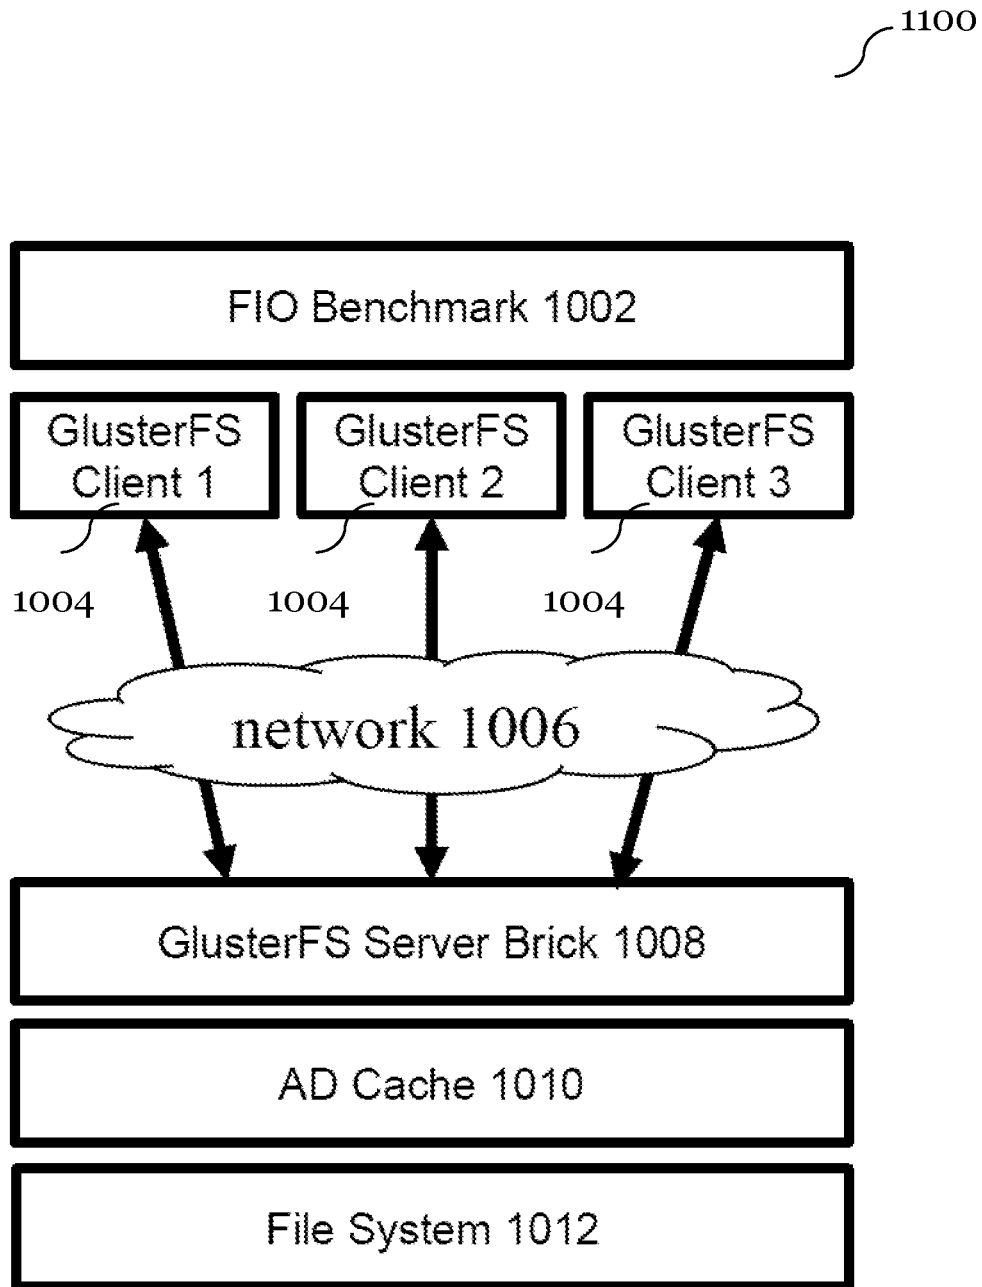 1100
FIO Benchmark 1002
GlusterFS
Client 1
GlusterFS
Client 2
GlusterFS
Client 3
1004
1004
1004
network 1006
GlusterFS Server Brick 1008
AD Cache 1010
File System 1012